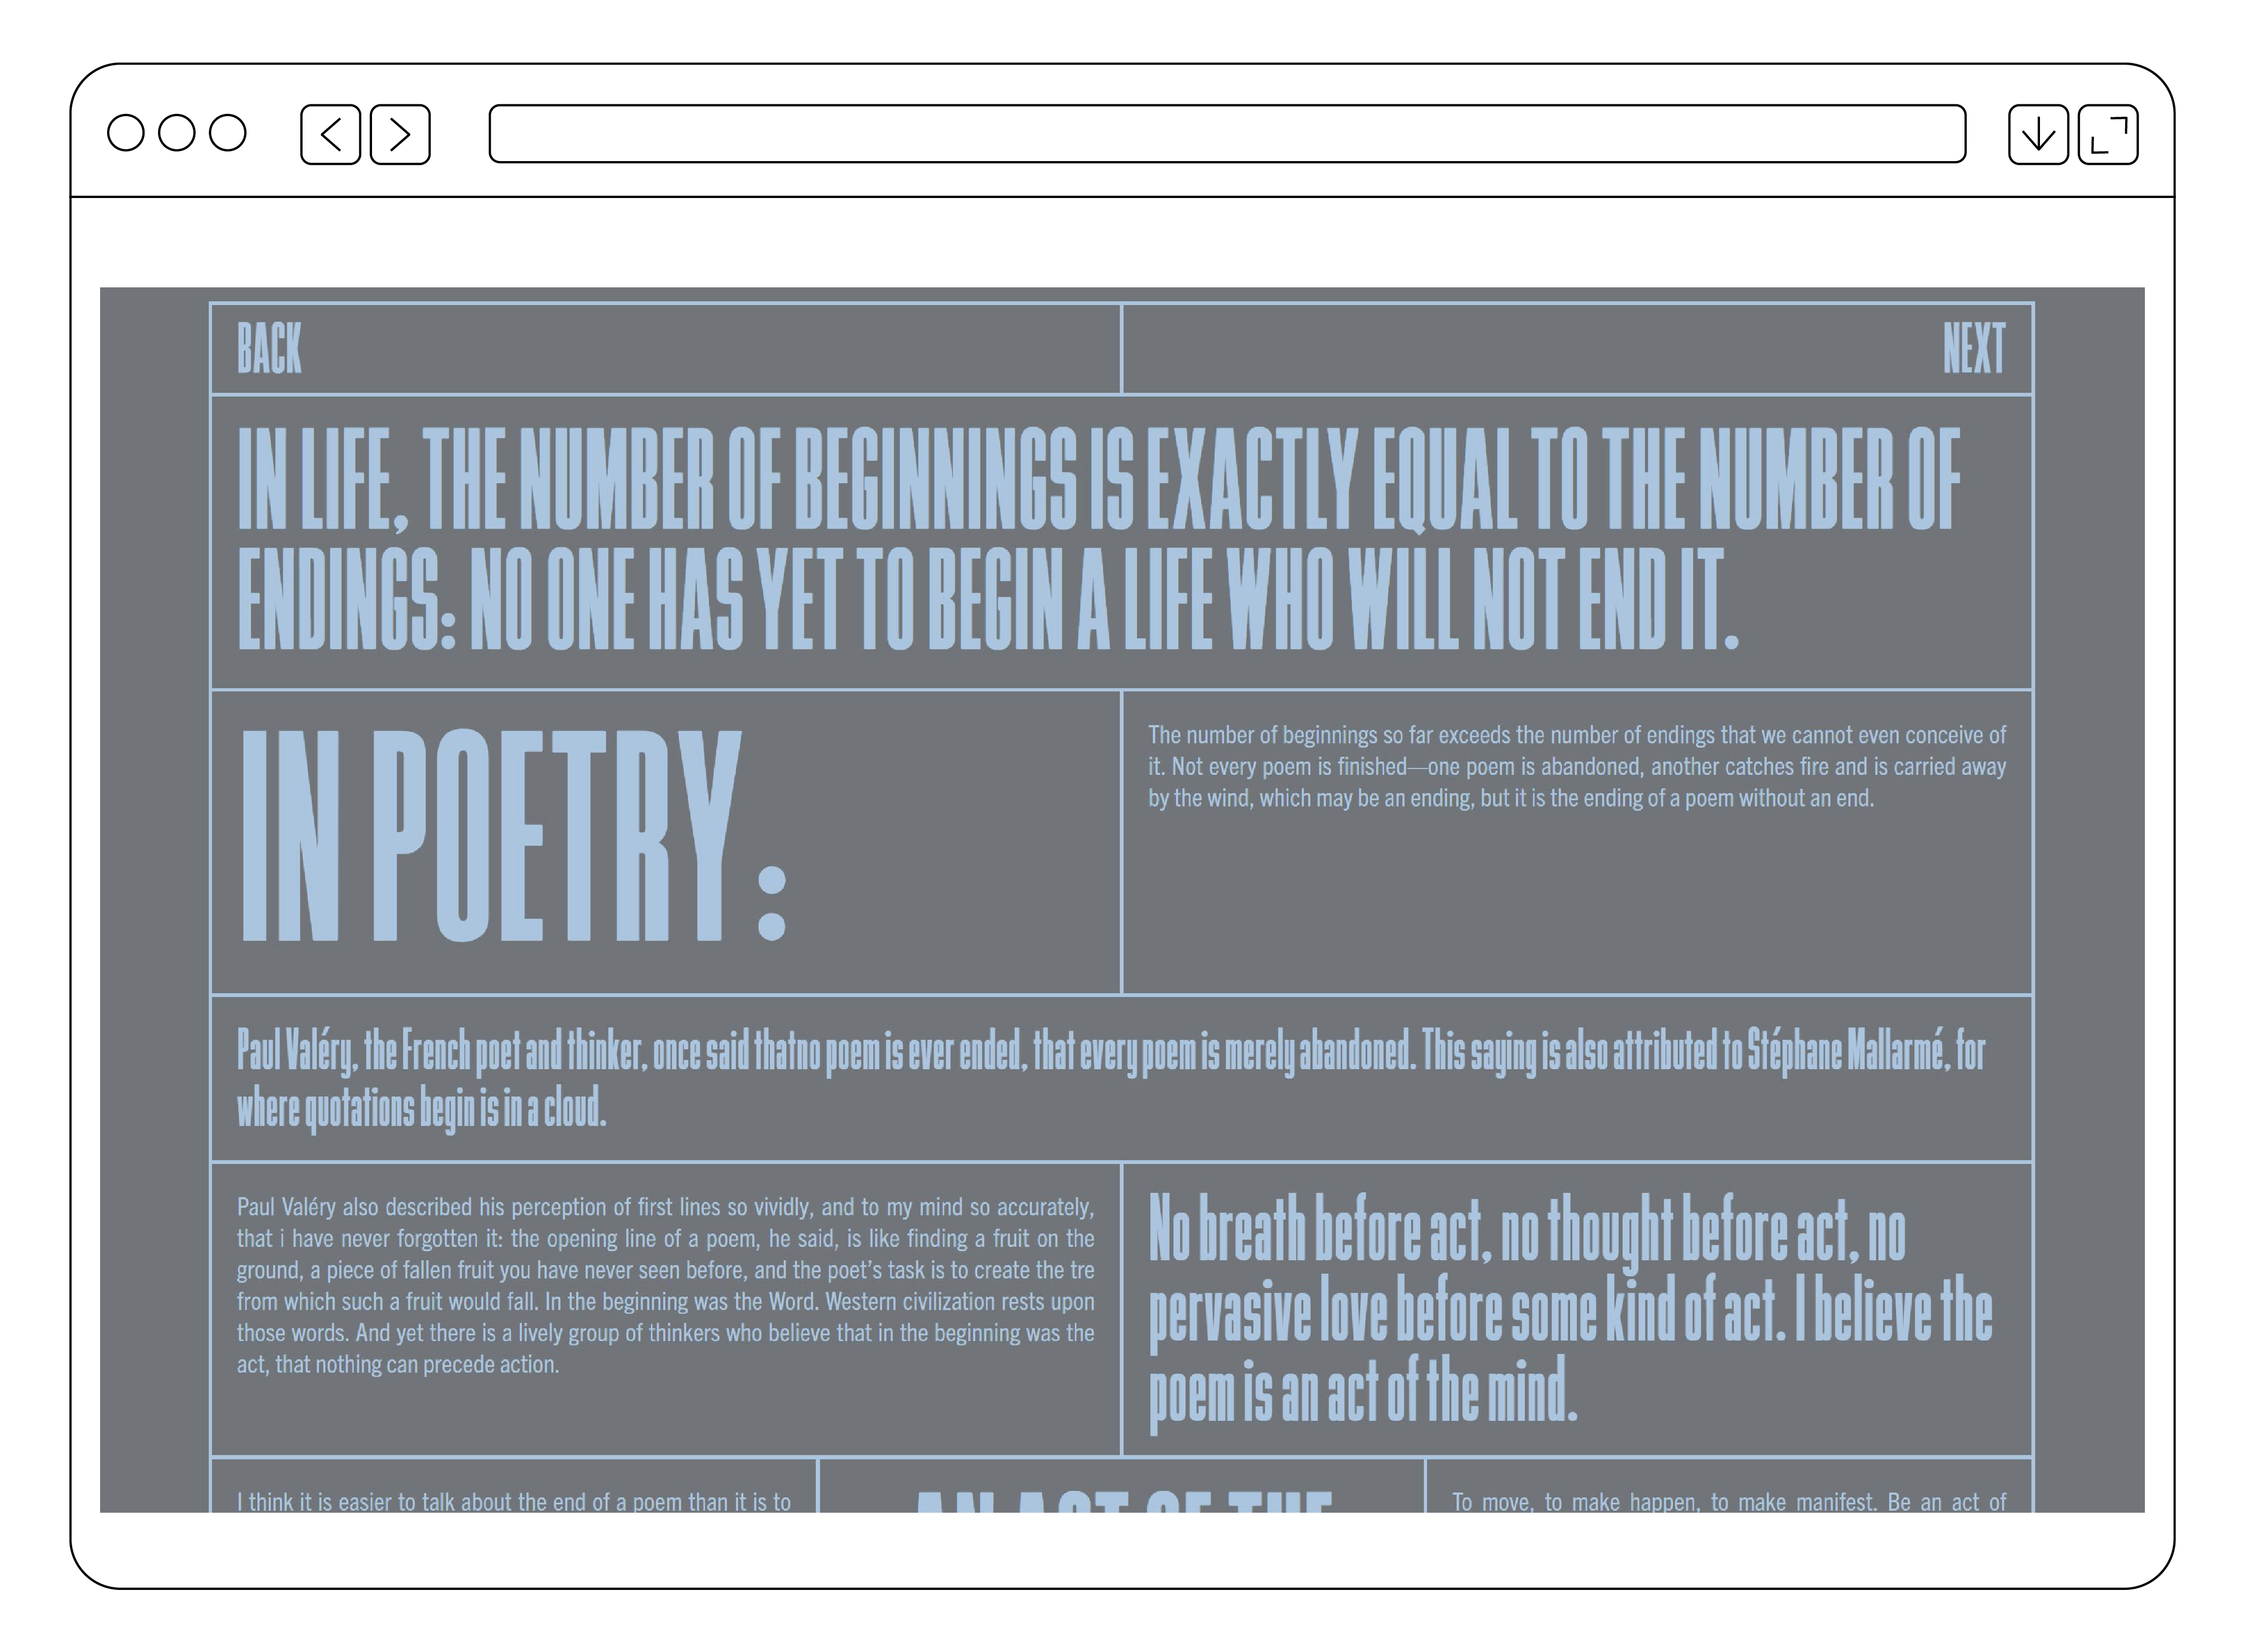 BACK
NEXT
IN LIFE, THE NUMBER OF BEGINNINGS IS EXACTLY EQUAL TO THE NUMBER OF
ENDINGS: NO ONE HAS YET TO BEGIN A LIFE WHO WILL NOT END IT.
IN POETRY:
The number of beginnings so far exceeds the number of endings that we cannot even conceive of
it. Not every poem is finished—one poem is abandoned, another catches fire and is carried away
by the wind, which may be an ending, but it is the ending of a poem without an end.
Paul Valéry, the French poet and thinker, once said thatno poem is ever ended, that every poem is merely abandoned. This saying is also attributed to Stéphane Mallarmé, for
where quotations begin is in a cloud.
Paul Valéry also described his perception of first lines so vividly, and to my mind so accurately,
that i have never forgotten it: the opening line of a poem, he said, is like finding a fruit on the
ground, a piece of fallen fruit you have never seen before, and the poet’s task is to create the tre
from which such a fruit would fall. In the beginning was the Word. Western civilization rests upon
those words. And yet there is a lively group of thinkers who believe that in the beginning was the
act, that nothing can precede action.
No breath before act, no thought before act, no
pervasive love before some kind of act. I believe the
poem is an act of the mind.
I think it is easier to talk about the end of a poem than it is to
AN ACT OF THE
To move, to make happen, to make manifest. Be an act of